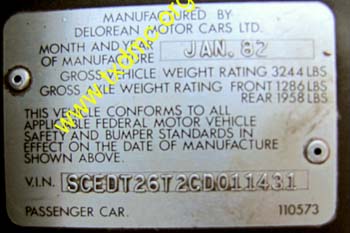 MANUFACTURED BY
DELOREAN MOTOR CARS LTD.
MONTH AND YEAR
OF MANUFACTURE JAN. 82
GROSS VEHICLE WEIGHT RATING 3244 LBS
GROSS AXLE WEIGHT RATING FRONT 1286 LBS
REAR 1958 LBS
THIS VEHICLE CONFORMS TO ALL
APPLICABLE FEDERAL MOTOR VEHICLE
SAFETY AND BUMPER STANDARDS IN
EFFECT ON THE DATE OF MANUFACTURE
SHOWN ABOVE.
V.I.N. SCEDT26T2CD011431
PASSENGER CAR. 110573